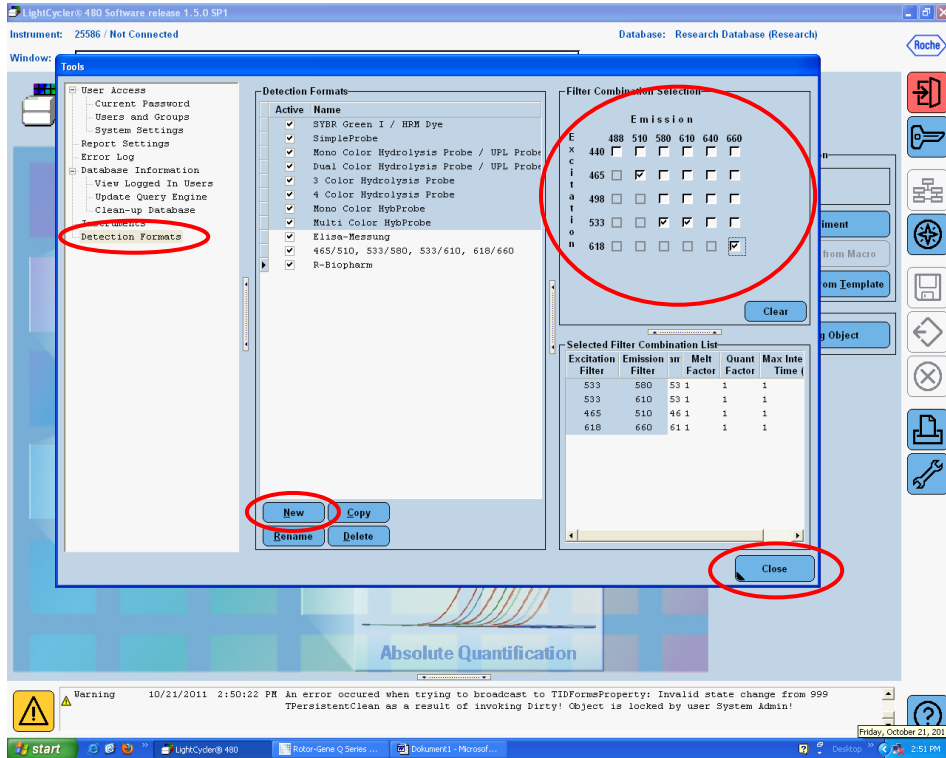 LightCycler® 480 Software release 1.5.0 SP1
Instrument: 25586 / Not Connected
Database: Research Database (Research)
Window:
Roche
Tools
User Access
Current Password
Users and Groups
System Settings
Report Settings
Error Log
Database Information
View Logged In Users
Update Query Engine
Clean-up Database
Instruments
Detection Formats
Detection Formats
Active Name
SYBR Green I / HRM Dye
SimpleProbe
Mono Color Hydrolysis Probe / UPL Probe
Dual Color Hydrolysis Probe / UPL Probe
3 Color Hydrolysis Probe
4 Color Hydrolysis Probe
Mono Color HybProbe
Multi Color HybProbe
Elisa-Messung
465/510, 533/580, 533/610, 618/660
R-Biopharm
New Copy
Rename Delete
Filter Combination Selection
Emission
Excitation
488 510 580 610 640 660
440
465
498
533
618
Clear
Selected Filter Combination List
Excitation Filter Emission Filter Melt Factor Quant Factor Max Inte Time (
533 580 53 1 1 1
533 610 53 1 1 1
465 510 46 1 1 1
618 660 61 1 1 1
Close
iment
from Macro
om Template
g Object
Absolute Quantification
Warning 10/21/2011 2:50:22 PM An error occured when trying to broadcast to TIDFormsProperty: Invalid state change from 999
TPersistentClean as a result of invoking Dirty! Object is locked by user System Admin!
Friday, October 21, 201
start LightCycler® 480 Rotor-Gene Q Series ... Dokument1 - Microsof... Desktop 2:51 PM